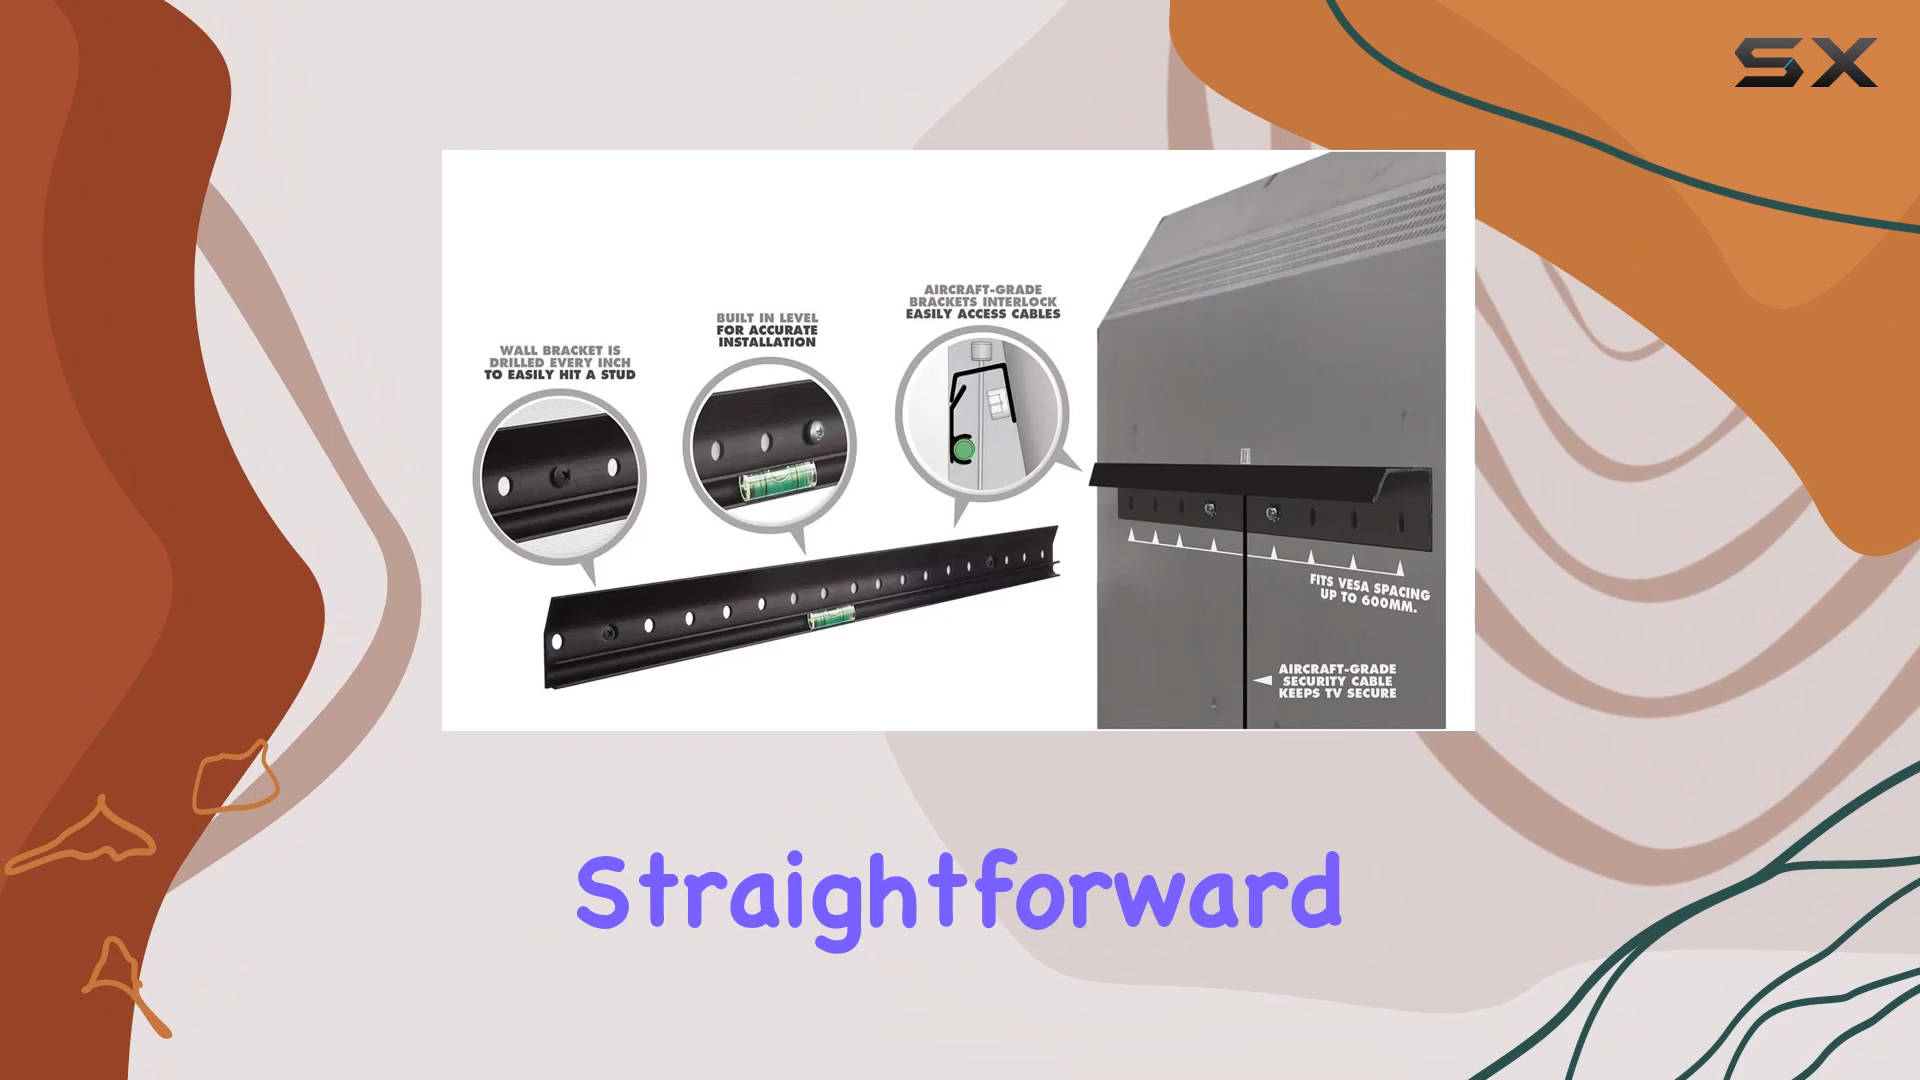 SX
AIRCRAFT-GRADE
BRACKETS INTERLOCK
EASILY ACCESS CABLES
BUILT IN LEVEL
FOR ACCURATE
INSTALLATION
WALL BRACKET IS
DRILLED EVERY INCH
TO EASILY HIT A STUD
FITS VESA SPACING
UP TO 600MM.
AIRCRAFT-GRADE
SECURITY CABLE
KEEPS TV SECURE
Straightforward